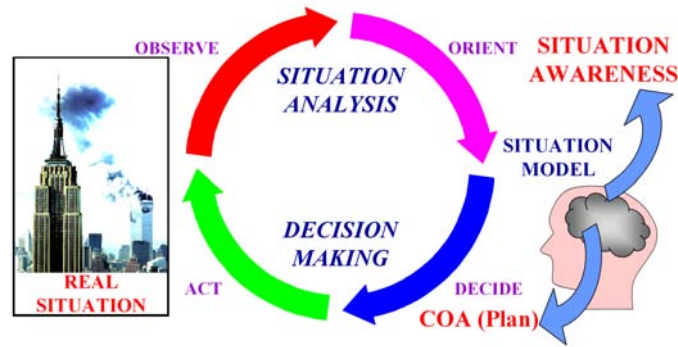 OBSERVE
ORIENT
SITUATION
AWARENESS
SITUATION
ANALYSIS
SITUATION
MODEL
DECISION
MAKING
REAL
SITUATION
ACT
DECIDE
COA (Plan)